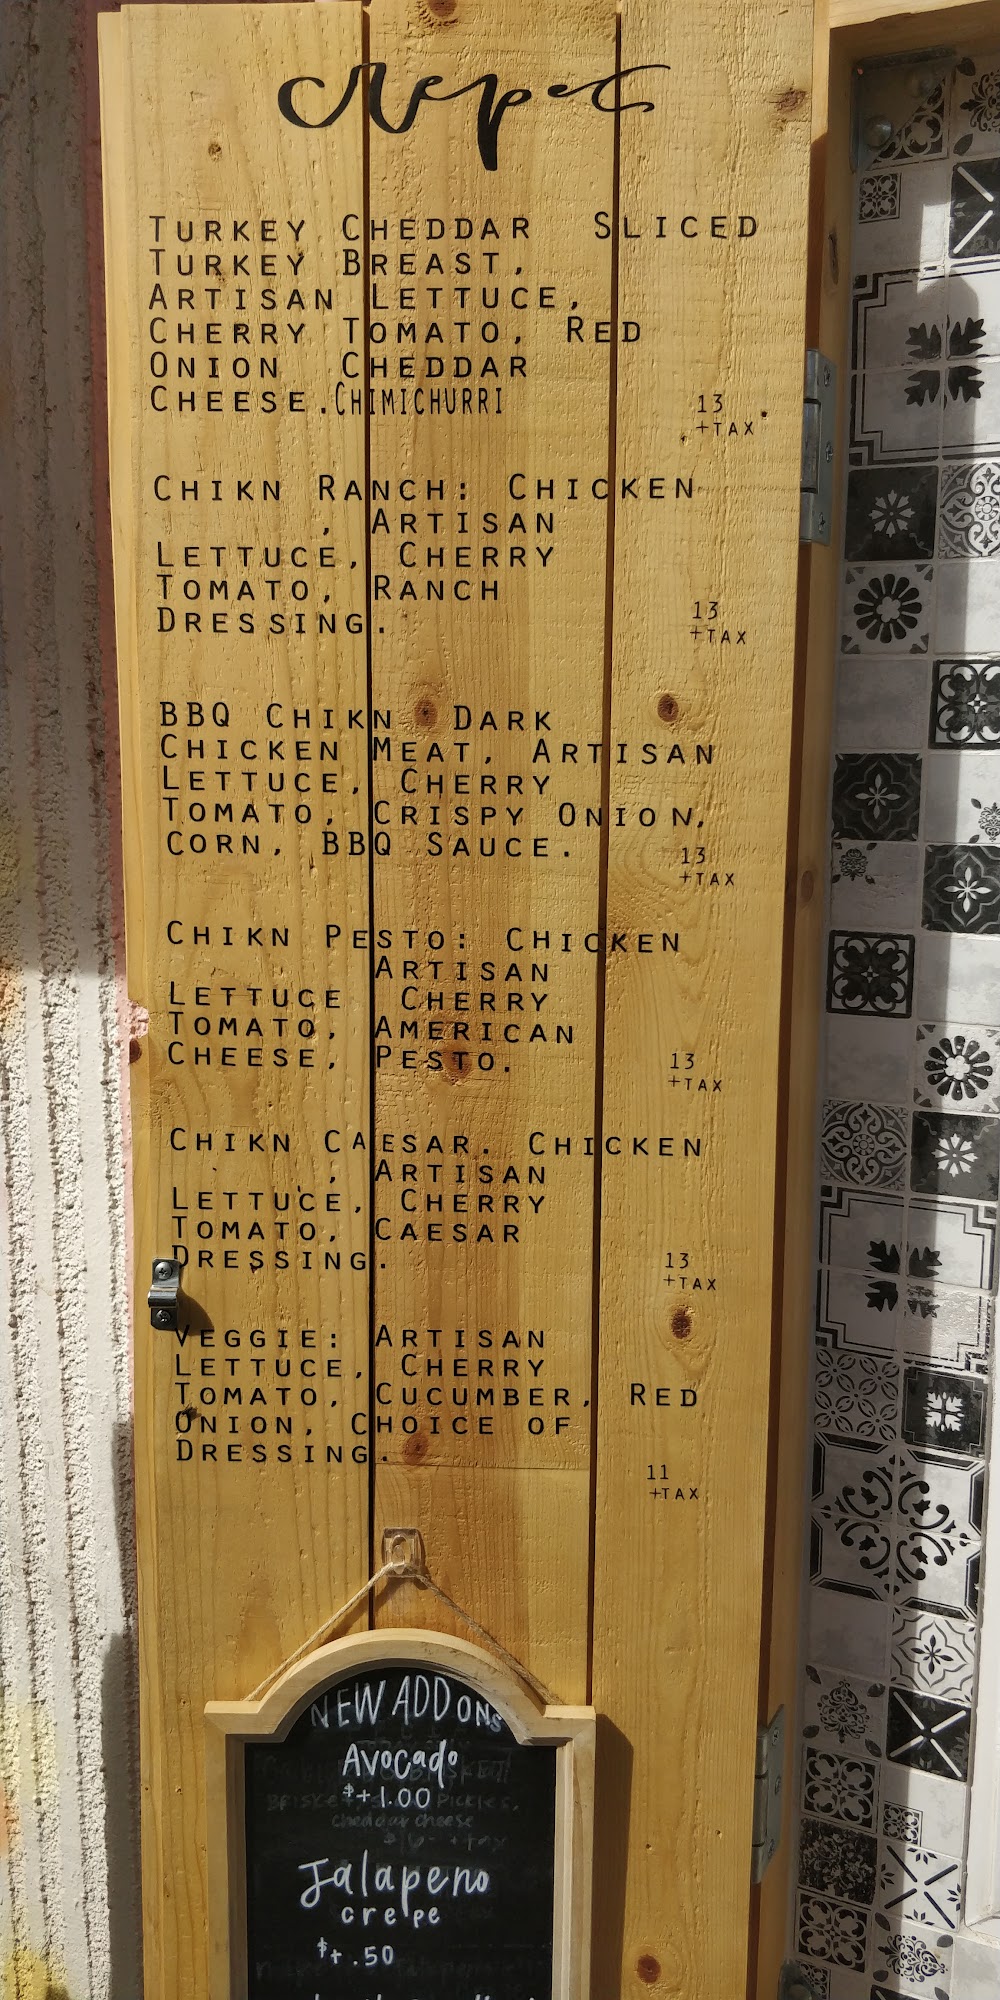 crepes
TURKEY CHEDDAR SLICED
TURKEY BREAST,
ARTISAN LETTUCE,
CHERRY TOMATO, RED
ONION CHEDDAR
CHEESE.CHIMICHURRI
13
+TAX
CHIKN RANCH: CHICKEN
, ARTISAN
LETTUCE, CHERRY
TOMATO, RANCH
DRESSING.
13
+TAX
BBQ CHIKN DARK
CHICKEN MEAT, ARTISAN
LETTUCE, CHERRY
TOMATO, CRISPY ONION,
CORN, BBQ SAUCE.
13
+TAX
CHIKN PESTO: CHICKEN
ARTISAN
LETTUCE CHERRY
TOMATO, AMERICAN
CHEESE, PESTO.
13
+TAX
CHIKN CAESAR. CHICKEN
, ARTISAN
LETTUCE, CHERRY
TOMATO, CAESAR
DRESSING.
13
+TAX
VEGGIE: ARTISAN
LETTUCE, CHERRY
TOMATO, CUCUMBER, RED
ONION, CHOICE OF
DRESSING.
11
+TAX
NEW ADD ONS
Avocado
$+1.00
Pickles,
cheddar cheese
Jalapeno
crepe
$+.50